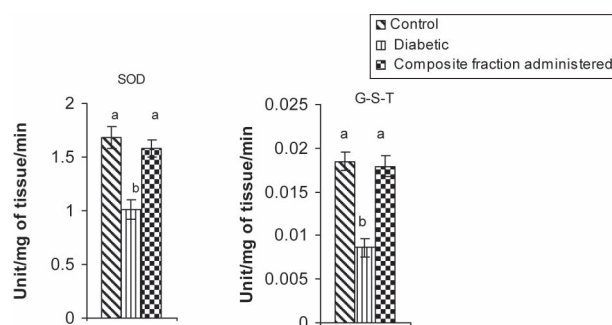 Control
Diabetic
Composite fraction administered
SOD
Unit/mg of tissue/min
2
1.5
1
0.5
0
a
b
a
G-S-T
Unit/mg of tissue/min
0.025
0.02
0.015
0.01
0.005
0
a
b
a